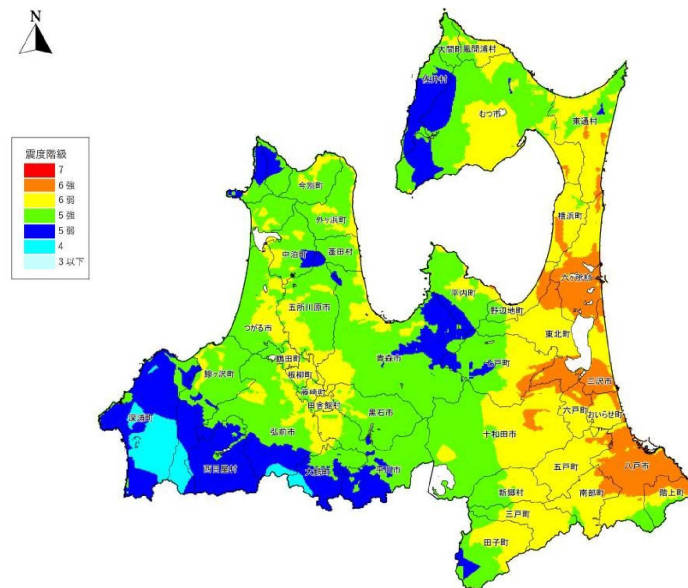 N
震度階級
7
6強
6弱
5強
5弱
4
3以下
大間町
風間浦村
佐井村
むつ市
東通村
今別町
外ヶ浜町
横浜町
中泊町
蓬田村
六ヶ所村
平内町
野辺地町
五所川原市
つがる市
東北町
青森市
七戸町
鶴田町
鰺ヶ沢町
板柳町
三沢市
藤崎町
田舎館村
六戸町
おいらせ町
深浦町
黒石市
弘前市
十和田市
八戸市
西目屋村
大鰐町
平川市
五戸町
新郷村
南部町
階上町
三戸町
田子町